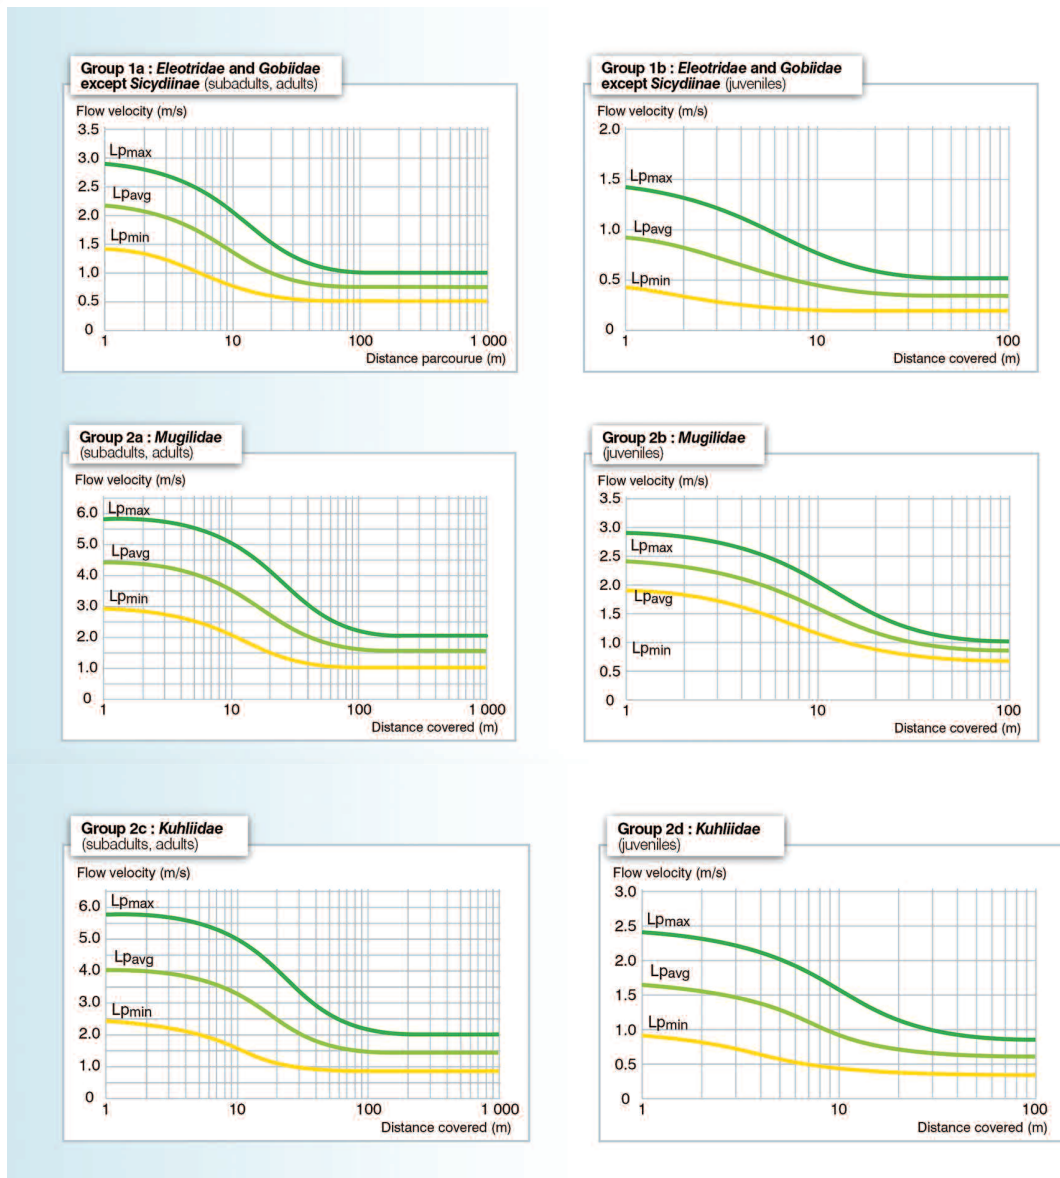 Group 1a : Eleotridae and Gobiidae
except Sicydiinae (subadults, adults)
Flow velocity (m/s)
3.5
3.0
2.5
2.0
1.5
1.0
0.5
0
Lpmax
Lpavg
Lpmin
1 10 100 1 000
Distance parcourue (m)
Group 1b : Eleotridae and Gobiidae
except Sicydiinae (juveniles)
Flow velocity (m/s)
2.0
1.5
1.0
0.5
0
Lpmax
Lpavg
Lpmin
1 10 100
Distance covered (m)
Group 2a : Mugilidae
(subadults, adults)
Flow velocity (m/s)
6.0
5.0
4.0
3.0
2.0
1.0
0
Lpmax
Lpavg
Lpmin
1 10 100 1 000
Distance covered (m)
Group 2b : Mugilidae
(juveniles)
Flow velocity (m/s)
3.5
3.0
2.5
2.0
1.5
1.0
0.5
0
Lpmax
Lpavg
Lpmin
1 10 100
Distance covered (m)
Group 2c : Kuhliidae
(subadults, adults)
Flow velocity (m/s)
6.0
5.0
4.0
3.0
2.0
1.0
0
Lpmax
Lpavg
Lpmin
1 10 100 1 000
Distance covered (m)
Group 2d : Kuhliidae
(juveniles)
Flow velocity (m/s)
3.0
2.5
2.0
1.5
1.0
0.5
0
Lpmax
Lpavg
Lpmin
1 10 100
Distance covered (m)